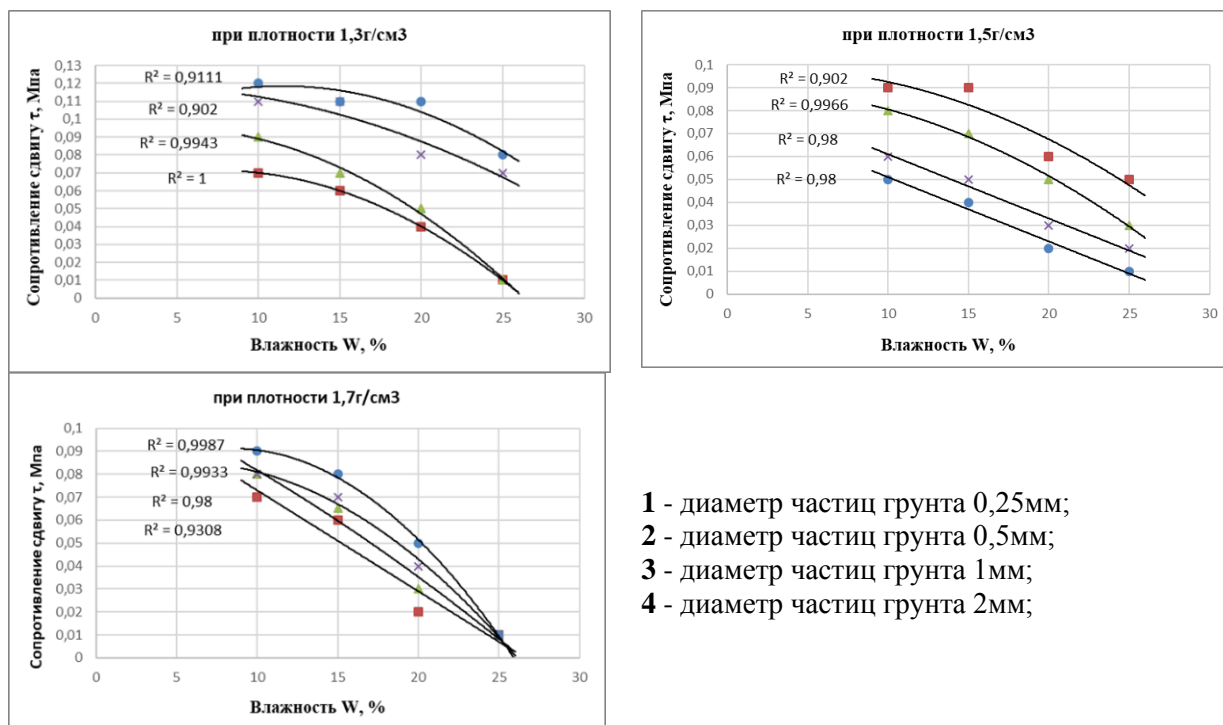 при плотности 1,3г/см3
Сопротивление сдвигу τ, Мпа
0,13
0,12
0,11
0,1
0,09
0,08
0,07
0,06
0,05
0,04
0,03
0,02
0,01
0
R² = 0,9111
R² = 0,902
R² = 0,9943
R² = 1
0 5 10 15 20 25 30
Влажность W, %
при плотности 1,5г/см3
Сопротивление сдвигу τ, Мпа
0,1
0,09
0,08
0,07
0,06
0,05
0,04
0,03
0,02
0,01
0
R² = 0,902
R² = 0,9966
R² = 0,98
R² = 0,98
0 5 10 15 20 25 30
Влажность W, %
при плотности 1,7г/см3
Сопротивление сдвигу τ, Мпа
0,1
0,09
0,08
0,07
0,06
0,05
0,04
0,03
0,02
0,01
0
R² = 0,9987
R² = 0,9933
R² = 0,98
R² = 0,9308
0 5 10 15 20 25 30
Влажность W, %
1 - диаметр частиц грунта 0,25мм;
2 - диаметр частиц грунта 0,5мм;
3 - диаметр частиц грунта 1мм;
4 - диаметр частиц грунта 2мм;